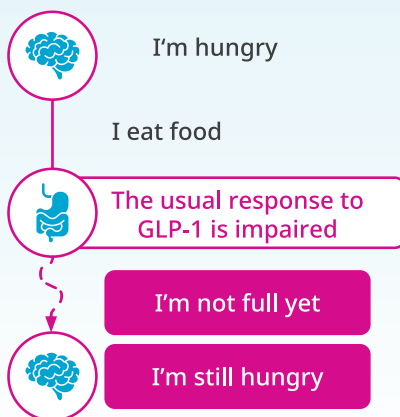 I‘m hungry
I eat food
The usual response to
GLP-1 is impaired
I’m not full yet
I’m still hungry